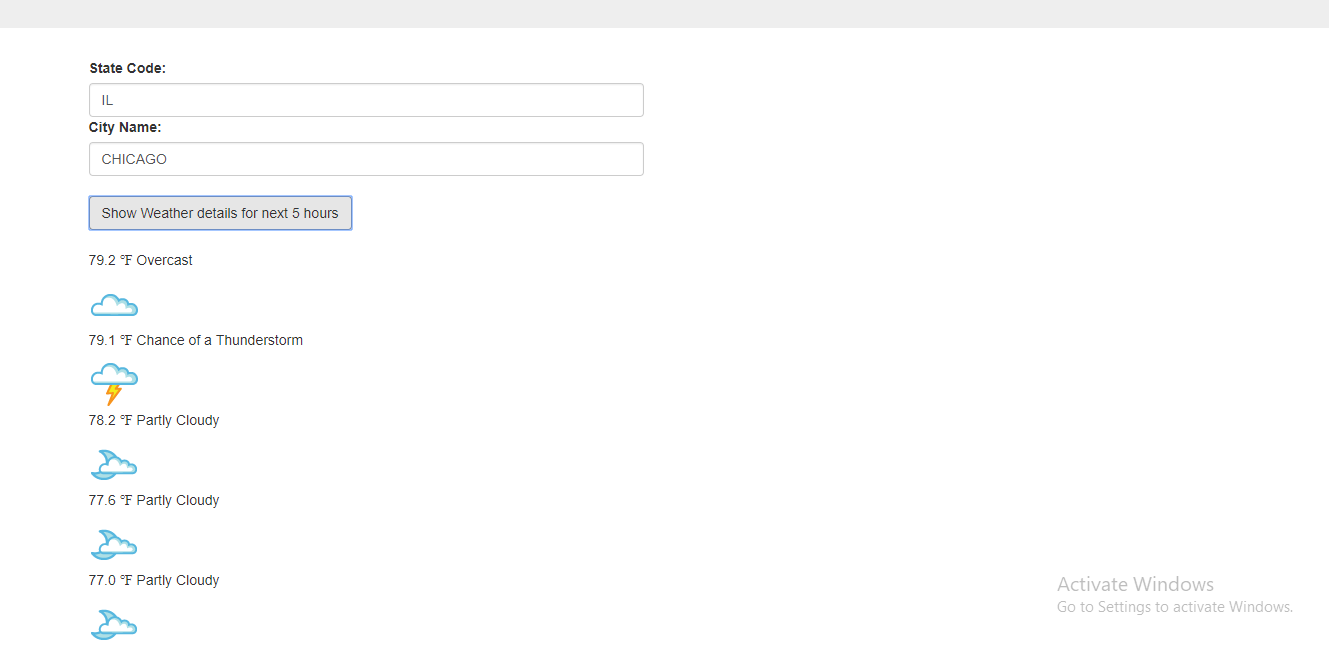 State Code:
IL
City Name:
CHICAGO
Show Weather details for next 5 hours
79.2 °F Overcast
79.1 °F Chance of a Thunderstorm
78.2 °F Partly Cloudy
77.6 °F Partly Cloudy
77.0 °F Partly Cloudy
Activate Windows
Go to Settings to activate Windows.